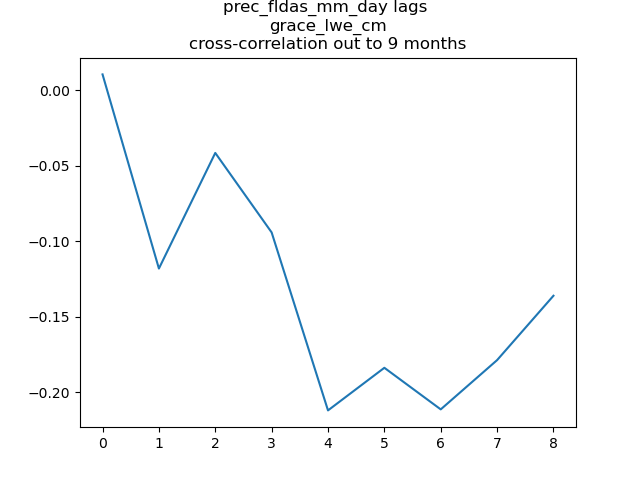 prec_fldas_mm_day lags
grace_lwe_cm
cross-correlation out to 9 months
0.00
−0.05
−0.10
−0.15
−0.20
0 1 2 3 4 5 6 7 8